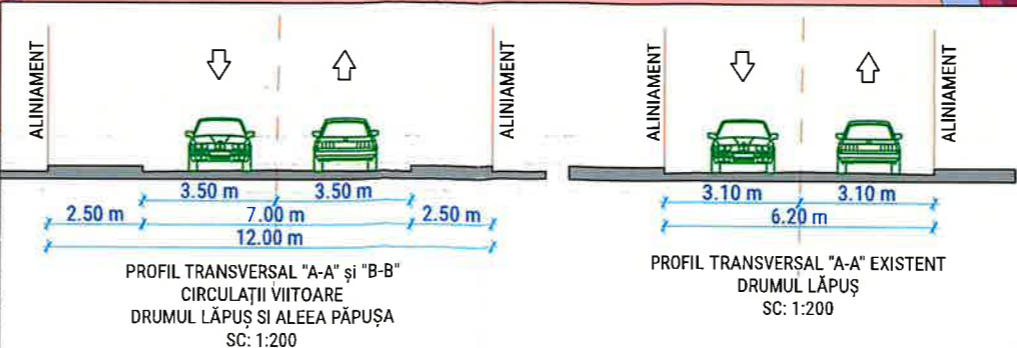 ALINIAMENT
ALINIAMENT
3.50 m 3.50 m
2.50 m 7.00 m 2.50 m
12.00 m
PROFIL TRANSVERSAL "A-A" și "B-B"
CIRCULAȚII VIITOARE
DRUMUL LĂPUȘ SI ALEEA PĂPUȘA
SC: 1:200
ALINIAMENT
ALINIAMENT
3.10 m 3.10 m
6.20 m
PROFIL TRANSVERSAL "A-A" EXISTENT
DRUMUL LĂPUȘ
SC: 1:200